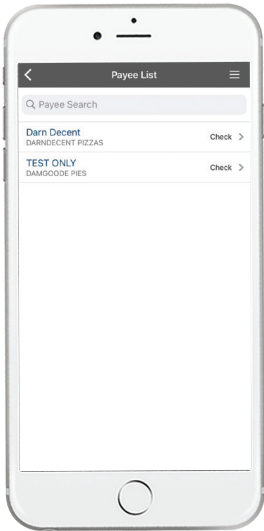 Payee List
Payee Search
Darn Decent
DARNDECENT PIZZAS
Check
TEST ONLY
DAMGOODE PIES
Check